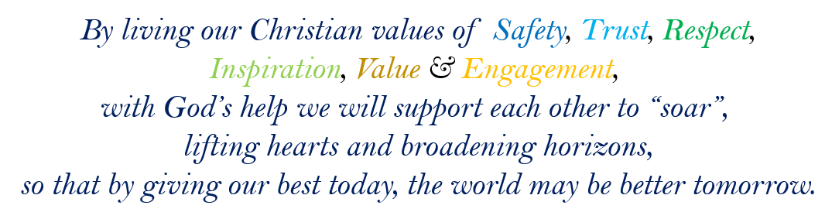 By living our Christian values of  Safety, Trust, Respect,
Inspiration, Value & Engagement,
with God’s help we will support each other to “soar”,
lifting hearts and broadening horizons,
so that by giving our best today, the world may be better tomorrow.